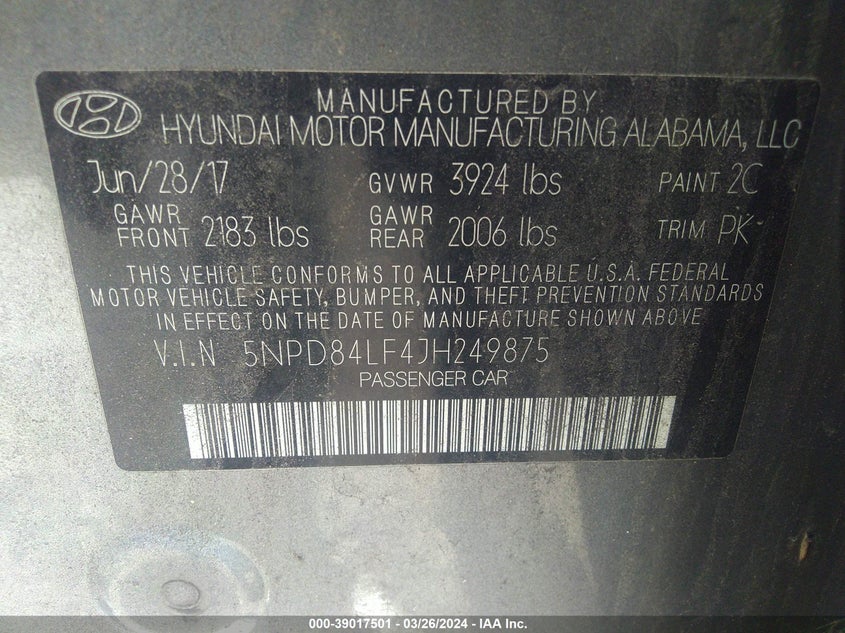 MANUFACTURED BY
HYUNDAI MOTOR MANUFACTURING ALABAMA, LLC
Jun/28/17 GVWR 3924 lbs PAINT 2C
GAWR FRONT 2183 lbs GAWR REAR 2006 lbs TRIM PK
THIS VEHICLE CONFORMS TO ALL APPLICABLE U.S.A. FEDERAL
MOTOR VEHICLE SAFETY, BUMPER, AND THEFT PREVENTION STANDARDS
IN EFFECT ON THE DATE OF MANUFACTURE SHOWN ABOVE
V.I.N 5NPD84LF4JH249875
PASSENGER CAR
000-39017501 - 03/26/2024 - IAA Inc.